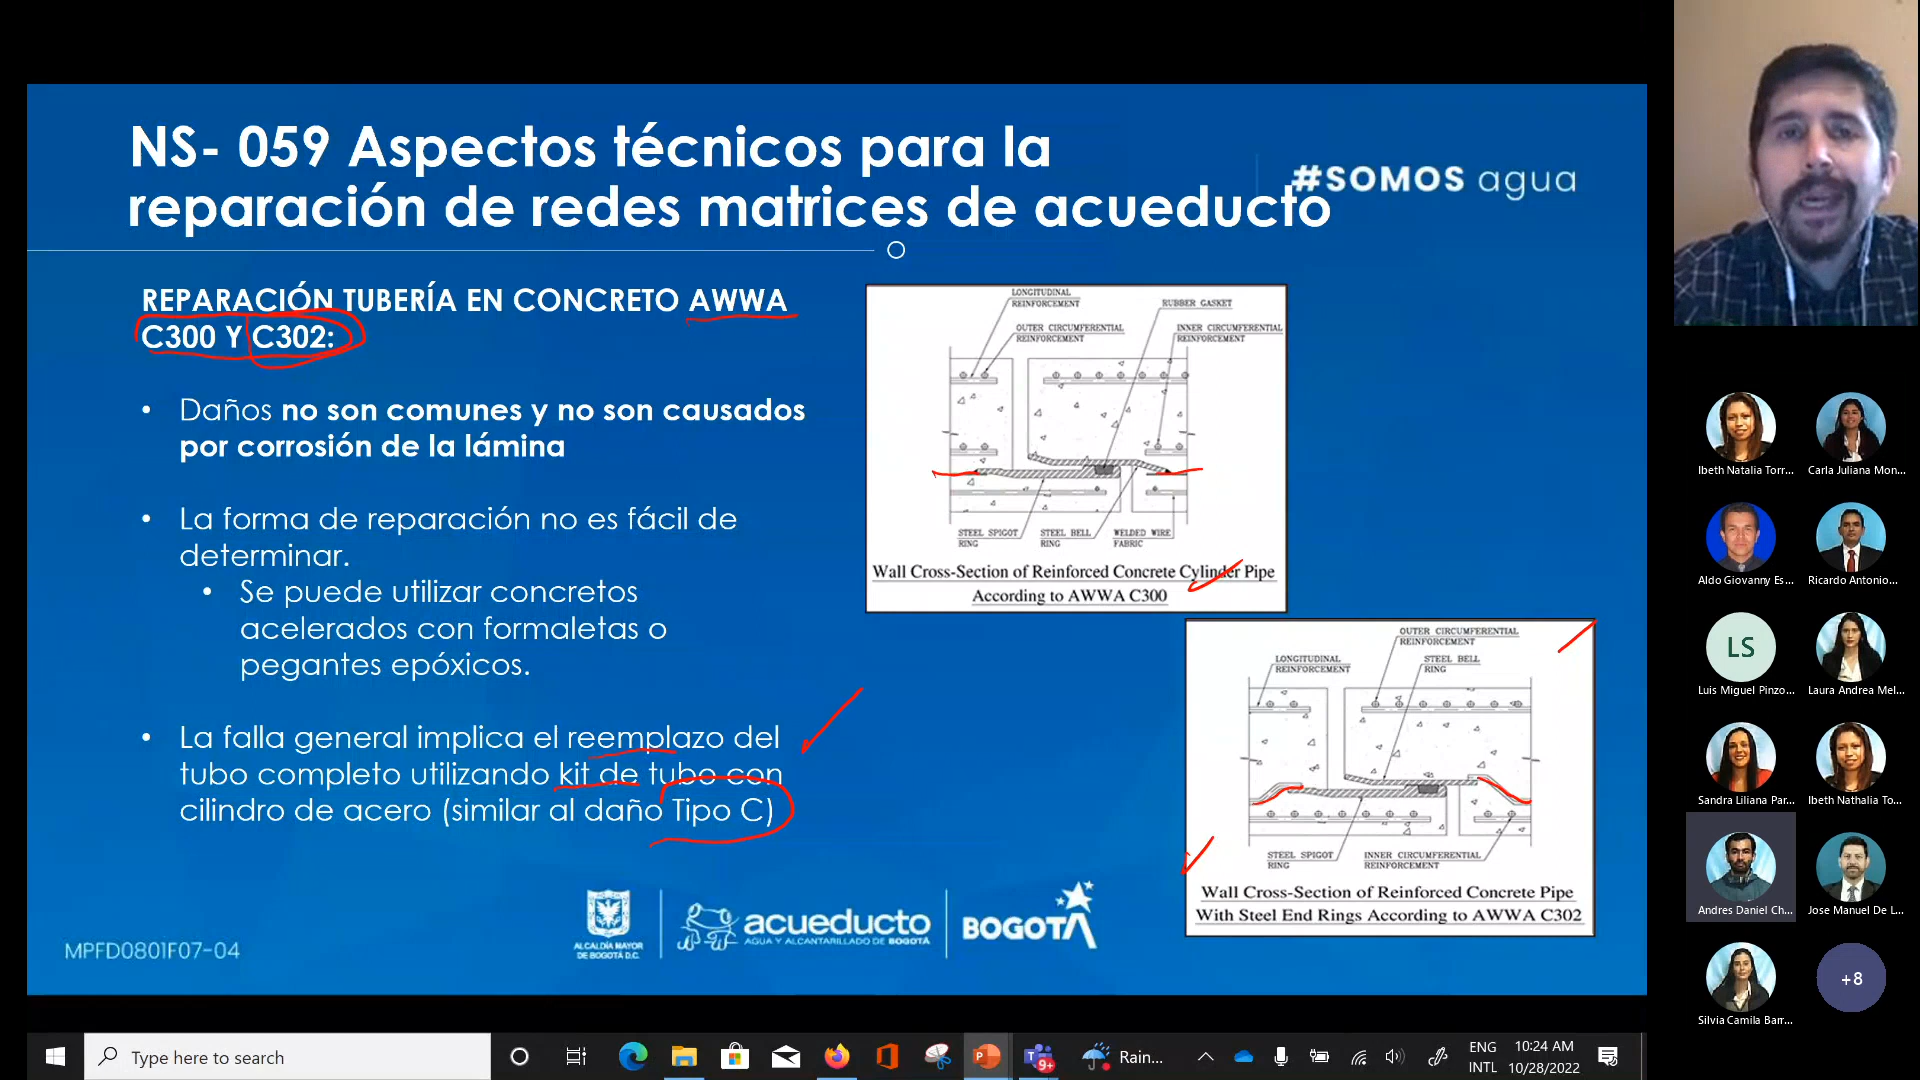 NS- 059 Aspectos técnicos para la
reparación de redes matrices de acueducto
#SOMOS agua
REPARACIÓN TUBERÍA EN CONCRETO AWWA
C300 Y C302:
• Daños no son comunes y no son causados
por corrosión de la lámina
• La forma de reparación no es fácil de
determinar.
• Se puede utilizar concretos
acelerados con formaletas o
pegantes epóxicos.
• La falla general implica el reemplazo del
tubo completo utilizando kit de tubo con
cilindro de acero (similar al daño Tipo C)
LONGITUDINAL
REINFORCEMENT
RUBBER GASKET
OUTER CIRCUMFERENTIAL
REINFORCEMENT
INNER CIRCUMFERENTIAL
REINFORCEMENT
STEEL SPIGOT
RING
STEEL BELL
RING
WELDED WIRE
FABRIC
Wall Cross-Section of Reinforced Concrete Cylinder Pipe
According to AWWA C300
OUTER CIRCUMFERENTIAL
REINFORCEMENT
LONGITUDINAL
REINFORCEMENT
STEEL BELL
RING
STEEL SPIGOT
RING
INNER CIRCUMFERENTIAL
REINFORCEMENT
Wall Cross-Section of Reinforced Concrete Pipe
With Steel End Rings According to AWWA C302
MPFD0801F07-04
ALCALDÍA MAYOR
DE BOGOTÁ D.C.
acueducto
AGUA Y ALCANTARILLADO DE BOGOTÁ
BOGOTÁ
Ibeth Natalia Torr...
Carla Juliana Mon...
Aldo Giovanny Es...
Ricardo Antonio...
LS
Luis Miguel Pinzo...
Laura Andrea Mel...
Sandra Liliana Par...
Ibeth Nathalia To...
Andres Daniel Ch...
Jose Manuel De L...
Silvia Camila Barr...
+8
Type here to search
9+
Rain...
ENG
INTL
10:24 AM
10/28/2022